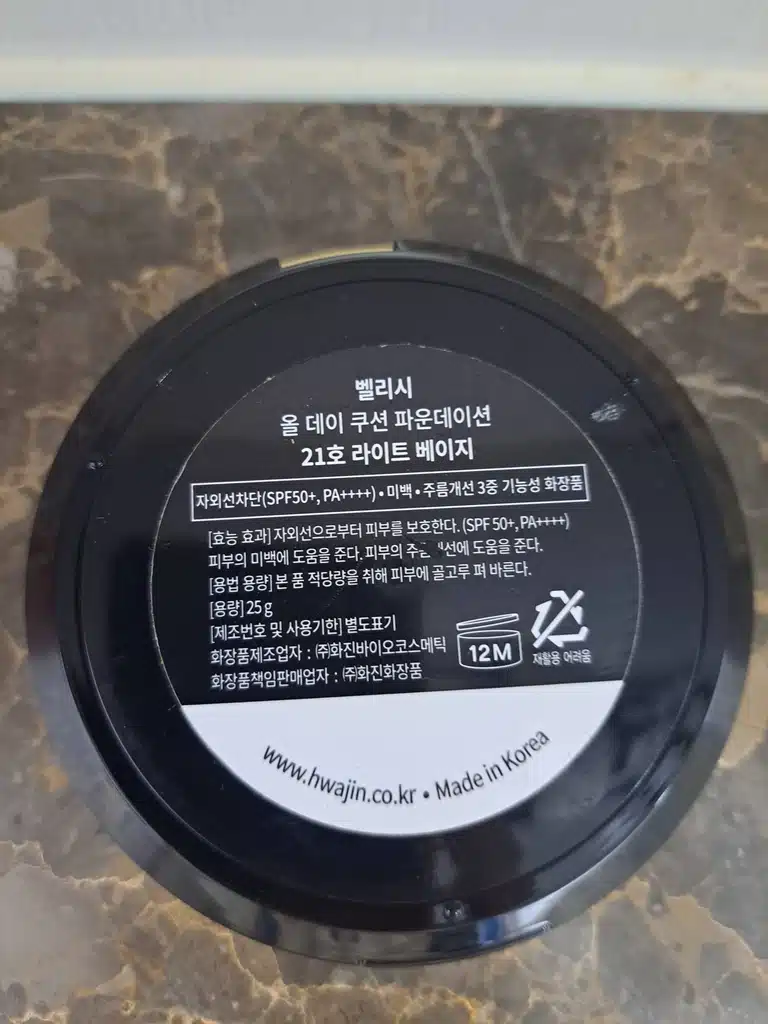 벨리시
올 데이 쿠션 파운데이션
21호 라이트 베이지
자외선차단(SPF50+, PA++++) • 미백 • 주름개선 3중 기능성 화장품
[효능 효과] 자외선으로부터 피부를 보호한다. (SPF 50+, PA++++)
피부의 미백에 도움을 준다. 피부의 도움을 준다.
[용법 용량] 본 품 적당량을 취해 피부에 골고루 펴 바른다.
[용량] 25 g
[제조번호 및 사용기한] 별도표기
화장품제조업자 : ㈜화진바이오코스메틱
화장품책임판매업자 : ㈜화진화장품
12M
재활용 어려움
www.hwajin.co.kr • Made in Korea